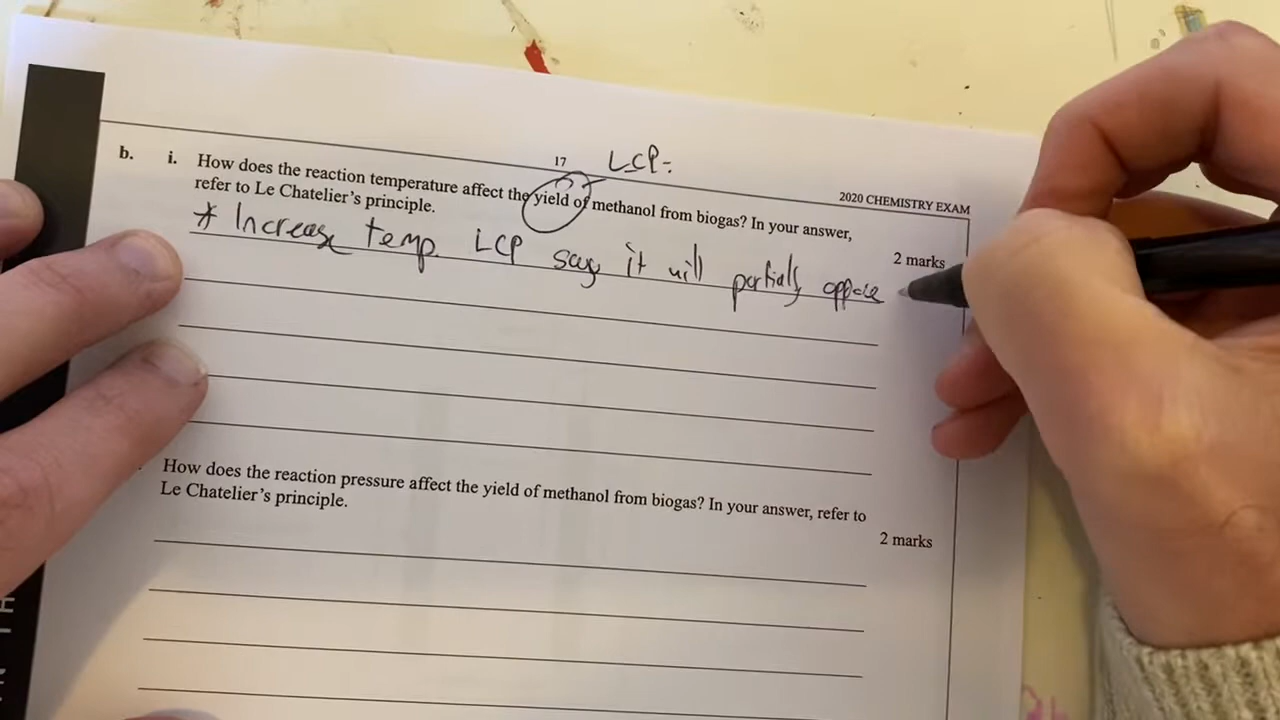 17 LCP:
2020 CHEMISTRY EXAM
b. i. How does the reaction temperature affect the yield of methanol from biogas? In your answer,
refer to Le Chatelier's principle.
2 marks
* Increase temp. LCP says it will partially oppose
How does the reaction pressure affect the yield of methanol from biogas? In your answer, refer to
Le Chatelier's principle.
2 marks